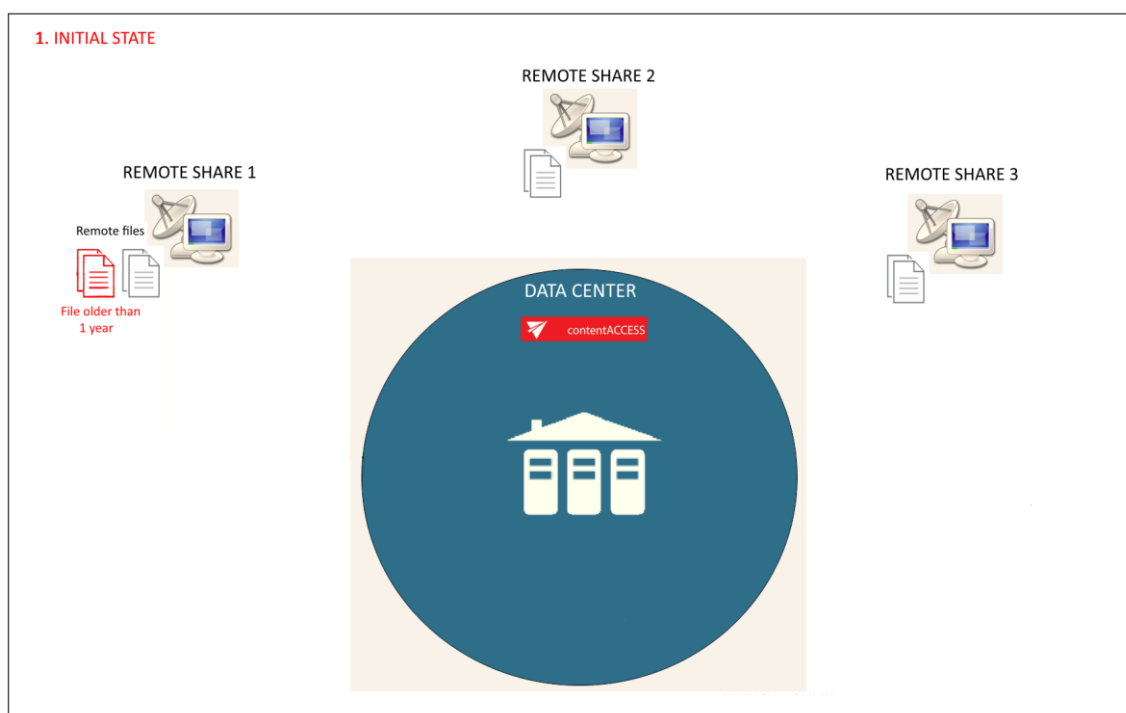 1. INITIAL STATE
REMOTE SHARE 2
REMOTE SHARE 1
REMOTE SHARE 3
Remote files
File older than
1 year
DATA CENTER
contentACCESS